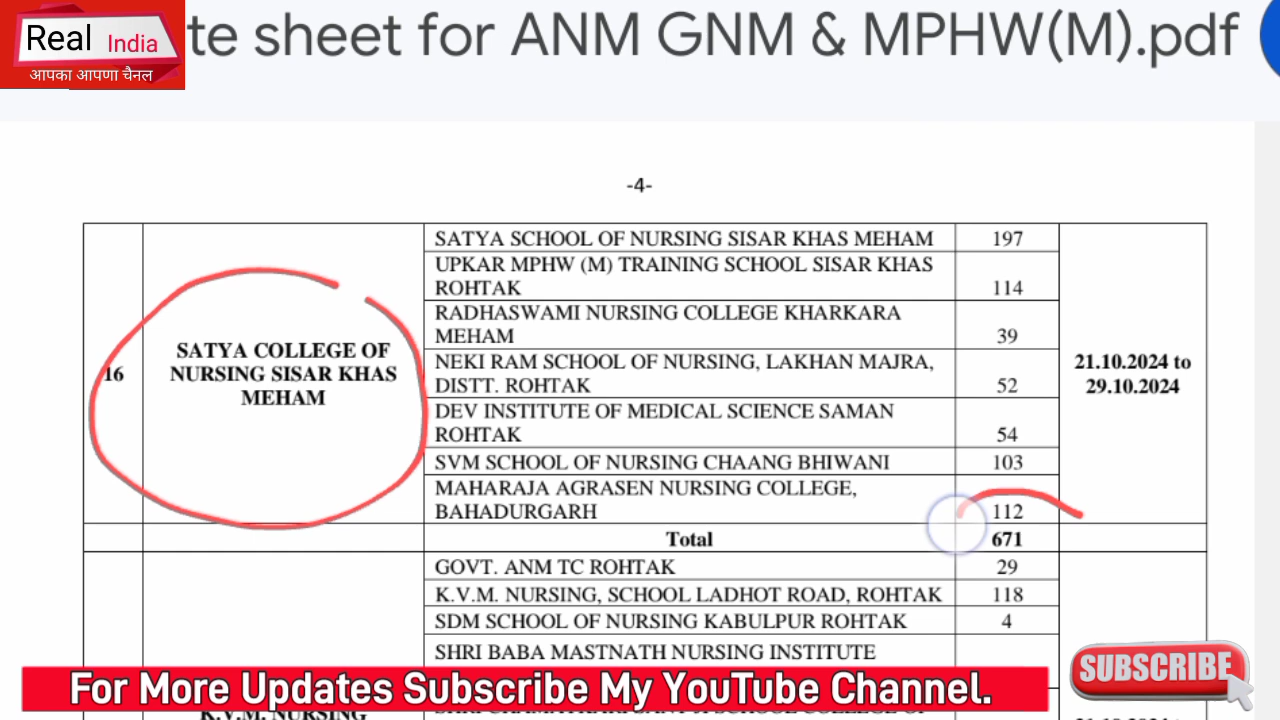 Real India
आपका आपणा चैनल
te sheet for ANM GNM & MPHW(M).pdf
-4-
16
SATYA COLLEGE OF
NURSING SISAR KHAS
MEHAM
SATYA SCHOOL OF NURSING SISAR KHAS MEHAM 197
UPKAR MPHW (M) TRAINING SCHOOL SISAR KHAS
ROHTAK 114
RADHASWAMI NURSING COLLEGE KHARKARA
MEHAM 39
NEKI RAM SCHOOL OF NURSING, LAKHAN MAJRA,
DISTT. ROHTAK 52
DEV INSTITUTE OF MEDICAL SCIENCE SAMAN
ROHTAK 54
SVM SCHOOL OF NURSING CHAANG BHIWANI 103
MAHARAJA AGRASEN NURSING COLLEGE,
BAHADURGARH 112
21.10.2024 to
29.10.2024
Total 671
GOVT. ANM TC ROHTAK 29
K.V.M. NURSING, SCHOOL LADHOT ROAD, ROHTAK 118
SDM SCHOOL OF NURSING KABULPUR ROHTAK 4
SHRI BABA MASTNATH NURSING INSTITUTE
For More Updates Subscribe My YouTube Channel.
SUBSCRIBE
K.V.M. NURSING